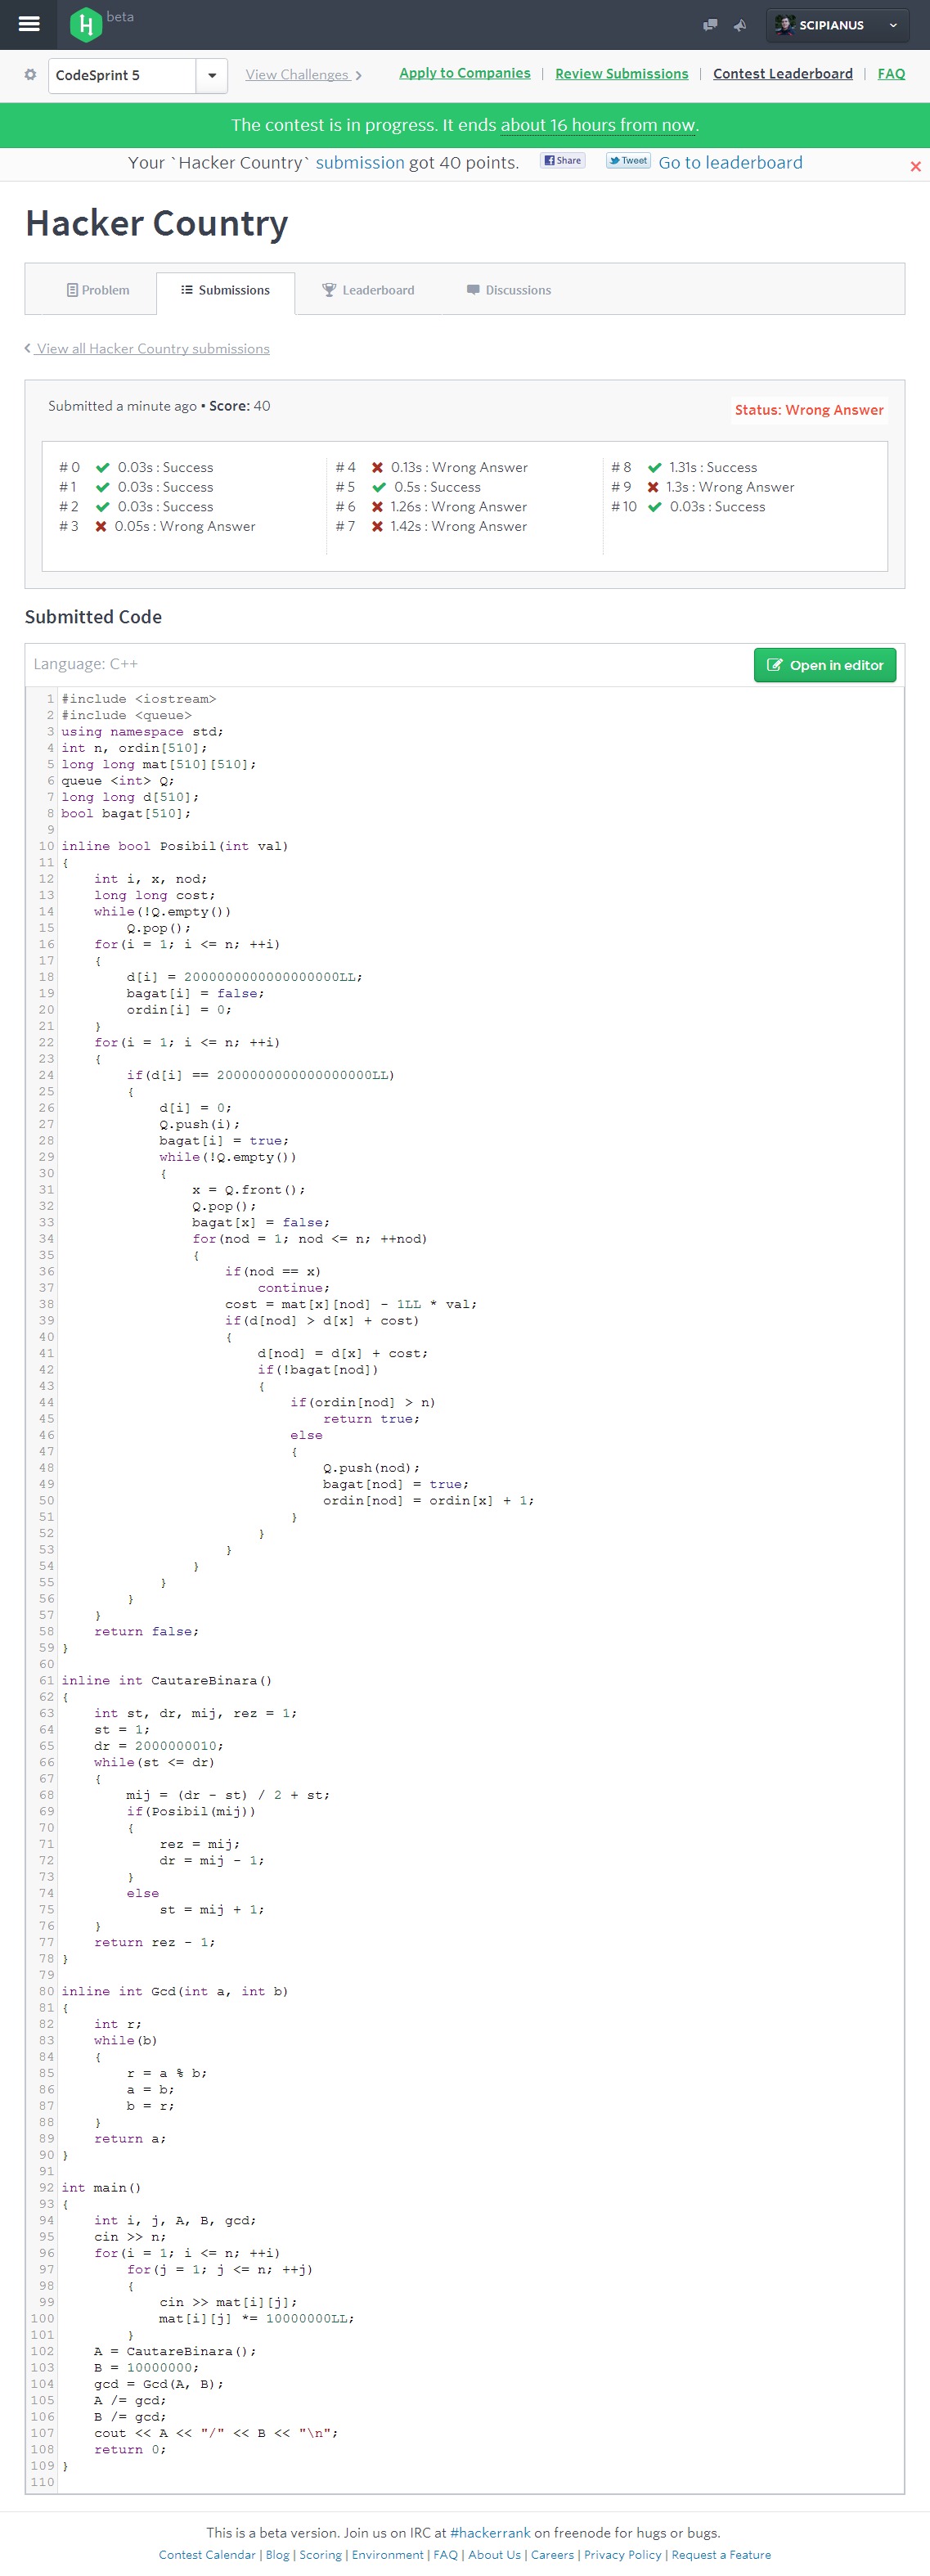 beta
SCIPIANUS
CodeSprint 5
View Challenges
Apply to Companies | Review Submissions | Contest Leaderboard | FAQ
The contest is in progress. It ends about 16 hours from now.
Your `Hacker Country` submission got 40 points. Share Tweet Go to leaderboard
Hacker Country
Problem Submissions Leaderboard Discussions
View all Hacker Country submissions
Submitted a minute ago • Score: 40
Status: Wrong Answer
# 0 0.03s : Success
# 1 0.03s : Success
# 2 0.03s : Success
# 3 0.05s : Wrong Answer
# 4 0.13s : Wrong Answer
# 5 0.5s : Success
# 6 1.26s : Wrong Answer
# 7 1.42s : Wrong Answer
# 8 1.31s : Success
# 9 1.3s : Wrong Answer
# 10 0.03s : Success
Submitted Code
Language: C++
Open in editor
1 #include <iostream>
2 #include <queue>
3 using namespace std;
4 int n, ordin[510];
5 long long mat[510][510];
6 queue <int> Q;
7 long long d[510];
8 bool bagat[510];
9
10 inline bool Posibil(int val)
11 {
12     int i, x, nod;
13     long long cost;
14     while(!Q.empty())
15         Q.pop();
16     for(i = 1; i <= n; ++i)
17     {
18         d[i] = 2000000000000000000LL;
19         bagat[i] = false;
20         ordin[i] = 0;
21     }
22     for(i = 1; i <= n; ++i)
23     {
24         if(d[i] == 2000000000000000000LL)
25         {
26             d[i] = 0;
27             Q.push(i);
28             bagat[i] = true;
29             while(!Q.empty())
30             {
31                 x = Q.front();
32                 Q.pop();
33                 bagat[x] = false;
34                 for(nod = 1; nod <= n; ++nod)
35                 {
36                     if(nod == x)
37                         continue;
38                     cost = mat[x][nod] - 1LL * val;
39                     if(d[nod] > d[x] + cost)
40                     {
41                         d[nod] = d[x] + cost;
42                         if(!bagat[nod])
43                         {
44                             if(ordin[nod] > n)
45                                 return true;
46                             else
47                             {
48                                 Q.push(nod);
49                                 bagat[nod] = true;
50                                 ordin[nod] = ordin[x] + 1;
51                             }
52                         }
53                     }
54                 }
55             }
56         }
57     }
58     return false;
59 }
60
61 inline int CautareBinara()
62 {
63     int st, dr, mij, rez = 1;
64     st = 1;
65     dr = 2000000010;
66     while(st <= dr)
67     {
68         mij = (dr - st) / 2 + st;
69         if(Posibil(mij))
70         {
71             rez = mij;
72             dr = mij - 1;
73         }
74         else
75             st = mij + 1;
76     }
77     return rez - 1;
78 }
79
80 inline int Gcd(int a, int b)
81 {
82     int r;
83     while(b)
84     {
85         r = a % b;
86         a = b;
87         b = r;
88     }
89     return a;
90 }
91
92 int main()
93 {
94     int i, j, A, B, gcd;
95     cin >> n;
96     for(i = 1; i <= n; ++i)
97         for(j = 1; j <= n; ++j)
98         {
99             cin >> mat[i][j];
100             mat[i][j] *= 10000000LL;
101         }
102     A = CautareBinara();
103     B = 10000000;
104     gcd = Gcd(A, B);
105     A /= gcd;
106     B /= gcd;
107     cout << A << "/" << B << "\n";
108     return 0;
109 }
110
This is a beta version. Join us on IRC at #hackerrank on freenode for hugs or bugs.
Contest Calendar | Blog | Scoring | Environment | FAQ | About Us | Careers | Privacy Policy | Request a Feature